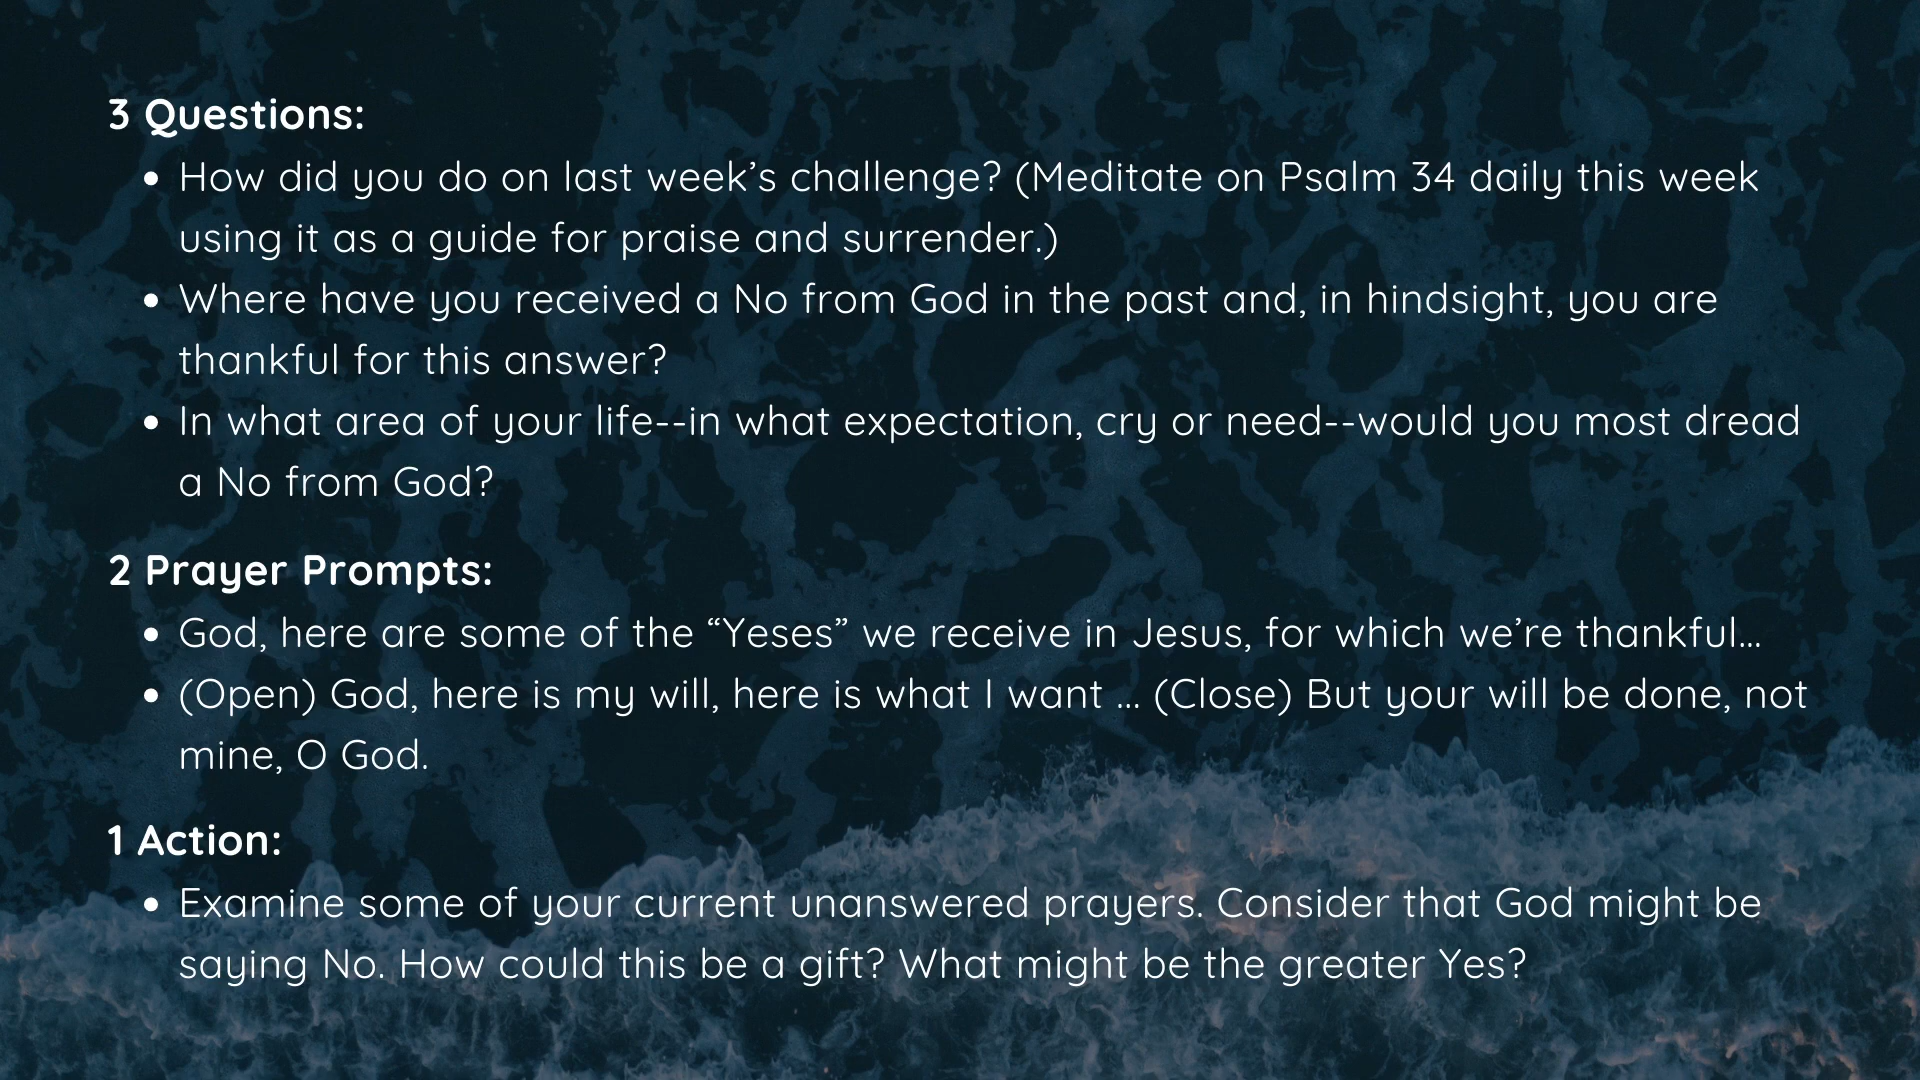 3 Questions:
• How did you do on last week’s challenge? (Meditate on Psalm 34 daily this week
using it as a guide for praise and surrender.)
• Where have you received a No from God in the past and, in hindsight, you are
thankful for this answer?
• In what area of your life--in what expectation, cry or need--would you most dread
a No from God?
2 Prayer Prompts:
• God, here are some of the “Yeses” we receive in Jesus, for which we’re thankful...
• (Open) God, here is my will, here is what I want ... (Close) But your will be done, not
mine, O God.
1 Action:
• Examine some of your current unanswered prayers. Consider that God might be
saying No. How could this be a gift? What might be the greater Yes?